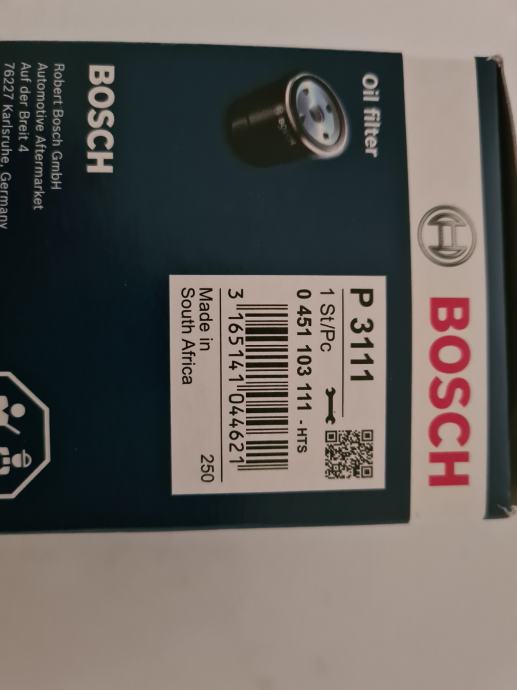 BOSCH
Oil filter
BOSCH
P 3111
1 St/Pc
0 451 103 111 - HTS
3 165141 044621
Made in
South Africa
250
BOSCH
Robert Bosch GmbH
Automotive Aftermarket
Auf der Breit 4
76227 Karlsruhe, Germany